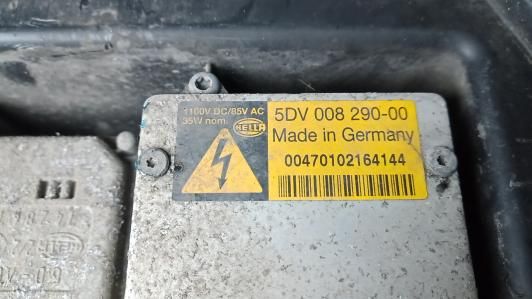 1100V DC/85V AC
35W nom.
HELLA
5DV 008 290-00
Made in Germany
00470102164144